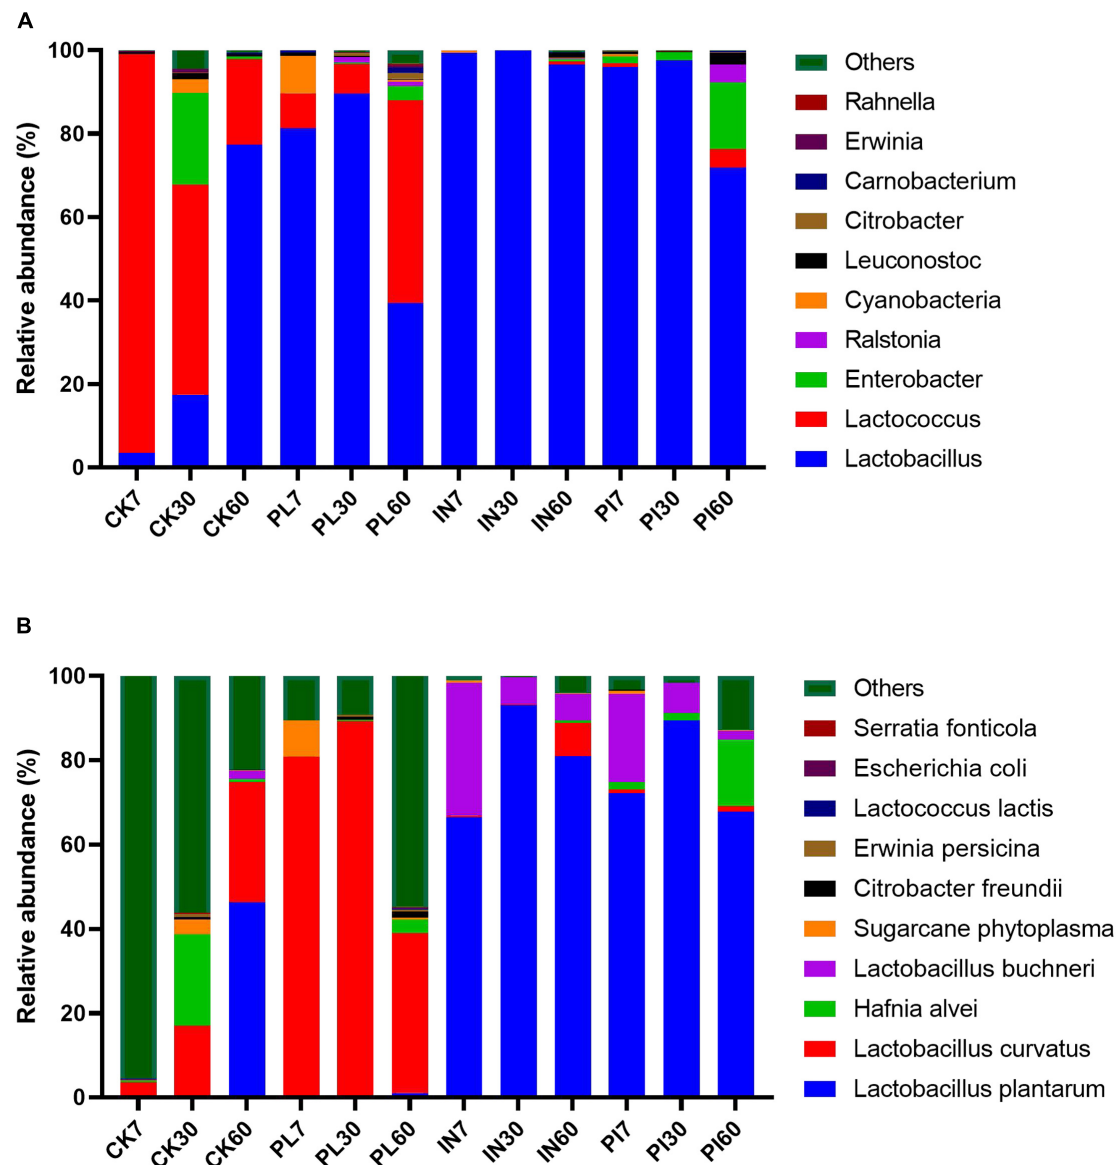 A
Relative abundance (%)
100
80
60
40
20
0
CK7
CK30
CK60
PL7
PL30
PL60
IN7
IN30
IN60
PI7
PI30
PI60
Others
Rahnella
Erwinia
Carnobacterium
Citrobacter
Leuconostoc
Cyanobacteria
Ralstonia
Enterobacter
Lactococcus
Lactobacillus
B
Relative abundance (%)
100
80
60
40
20
0
CK7
CK30
CK60
PL7
PL30
PL60
IN7
IN30
IN60
PI7
PI30
PI60
Others
Serratia fonticola
Escherichia coli
Lactococcus lactis
Erwinia persicina
Citrobacter freundii
Sugarcane phytoplasma
Lactobacillus buchneri
Hafnia alvei
Lactobacillus curvatus
Lactobacillus plantarum